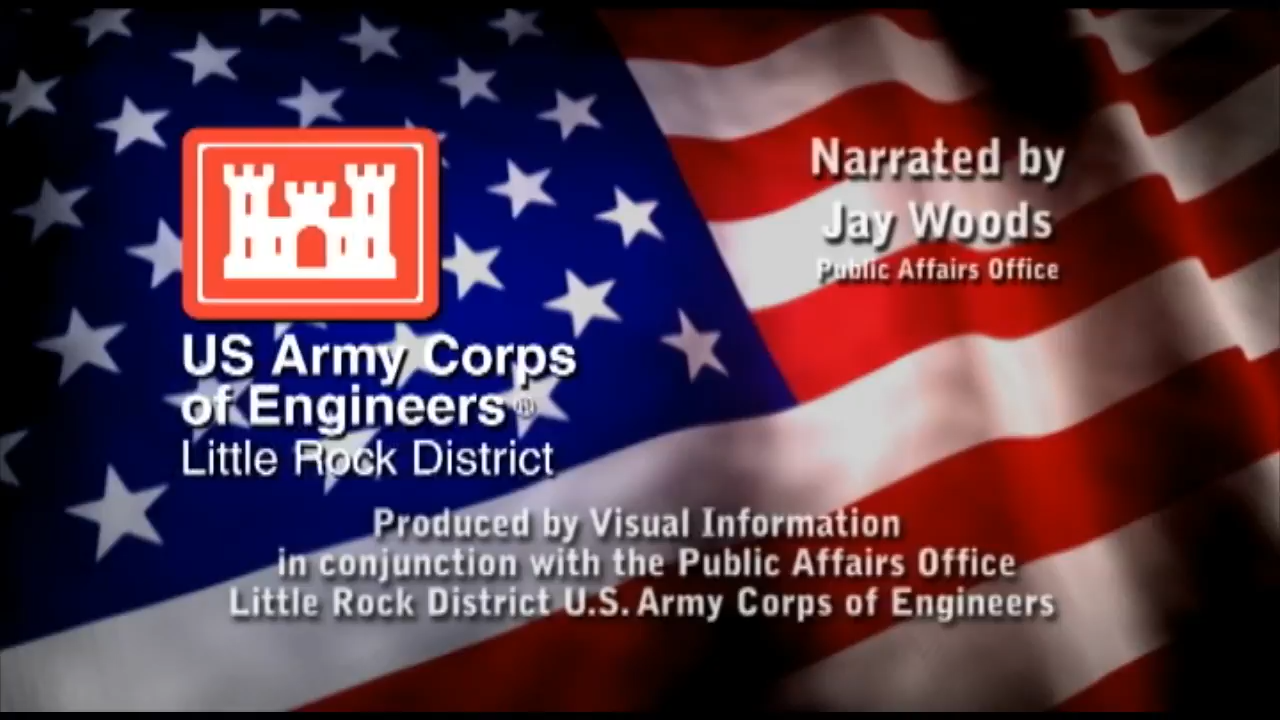 Narrated by
Jay Woods
Public Affairs Office
US Army Corps
of Engineers®
Little Rock District
Produced by Visual Information
in conjunction with the Public Affairs Office
Little Rock District U.S. Army Corps of Engineers